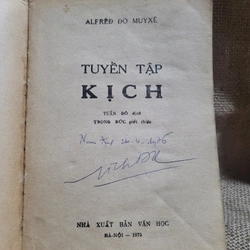 ALFRÊĐ ĐƠ MUYXÊ
TUYỂN TẬP
KỊCH
TUẤN ĐÔ dịch
TRỌNG ĐỨC giới thiệu
NHÀ XUẤT BẢN VĂN HỌC
HÀ-NỘI — 1975